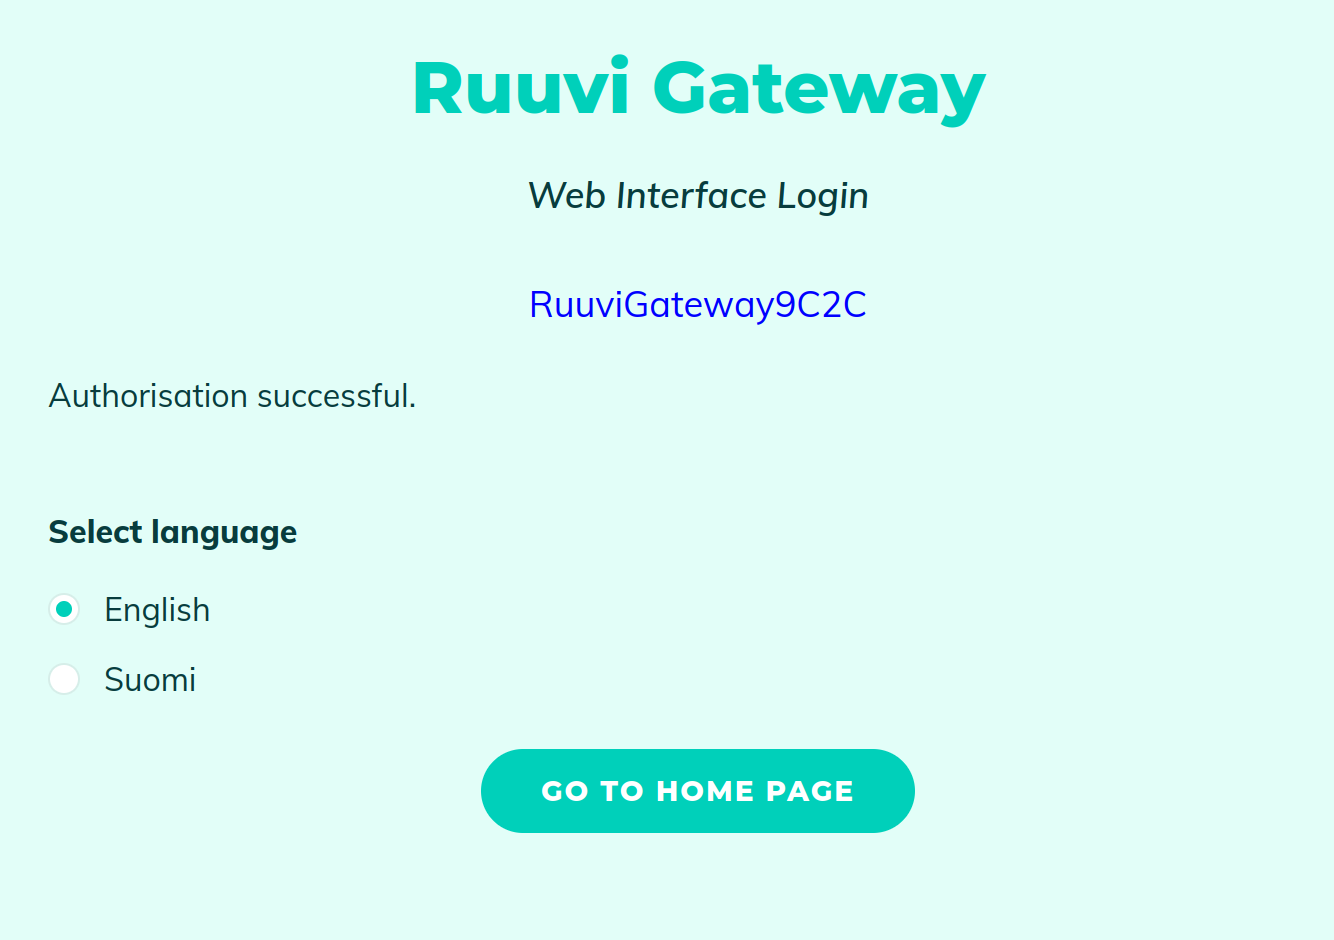 Ruuvi Gateway
Web Interface Login
RuuviGateway9C2C
Authorisation successful.
Select language
English
Suomi
GO TO HOME PAGE